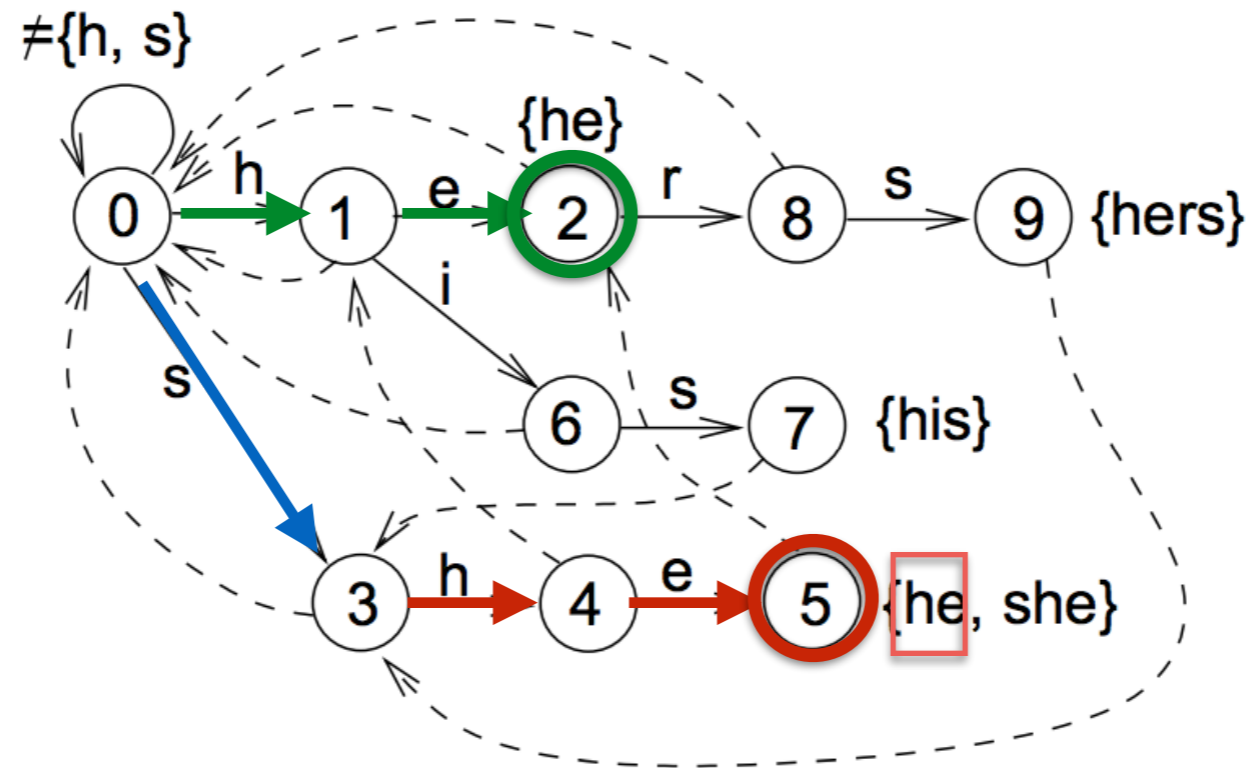 ≠{h, s}
{he}
h
e
r
s
0
1
2
8
9
{hers}
i
s
s
6
7
{his}
h
e
3
4
5
{he, she}